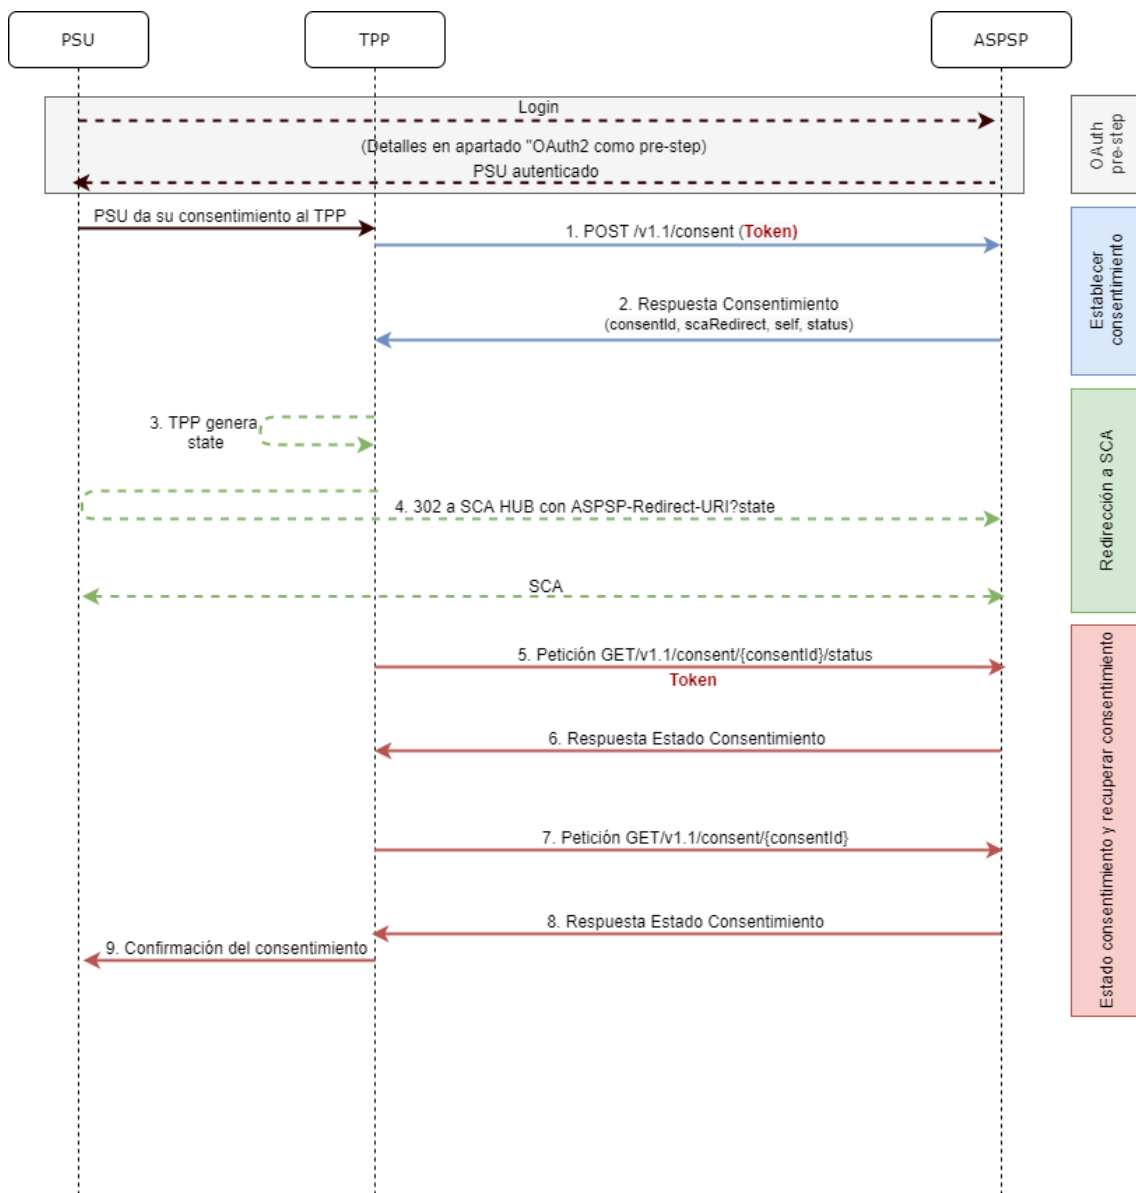 PSU
TPP
ASPSP
Login
(Detalles en apartado "OAuth2 como pre-step)
PSU autenticado
OAuth
pre-step
PSU da su consentimiento al TPP
1. POST /v1.1/consent (Token)
2. Respuesta Consentimiento
(consentId, scaRedirect, self, status)
Establecer
consentimiento
3. TPP genera
state
4. 302 a SCA HUB con ASPSP-Redirect-URI?state
SCA
Redirección a SCA
5. Petición GET/v1.1/consent/{consentId}/status
Token
6. Respuesta Estado Consentimiento
7. Petición GET/v1.1/consent/{consentId}
8. Respuesta Estado Consentimiento
9. Confirmación del consentimiento
Estado consentimiento y recuperar consentimiento